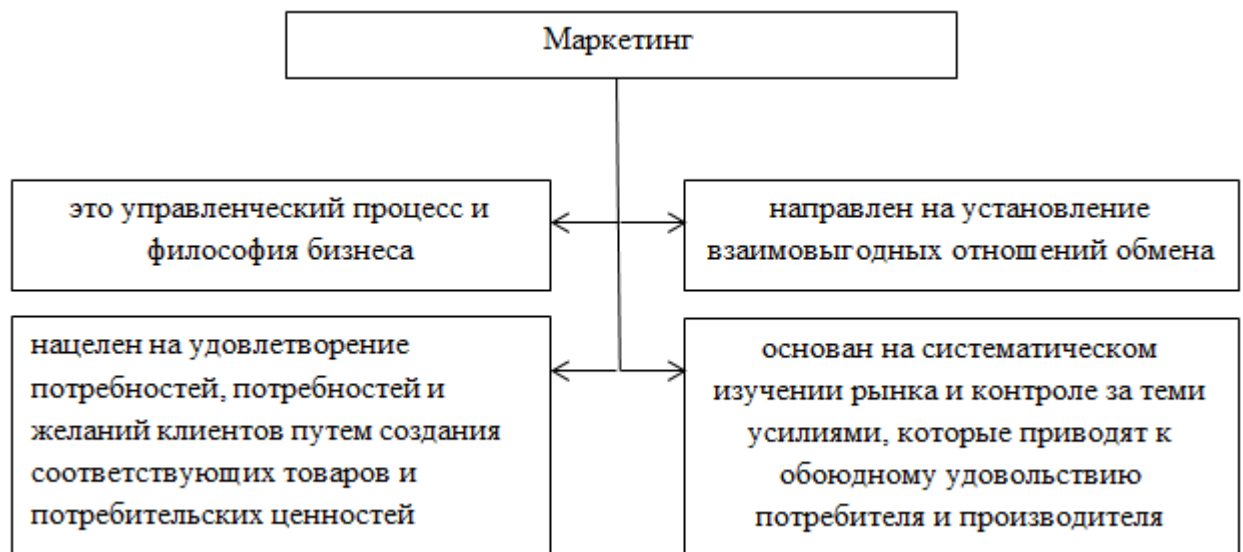 Маркетинг
это управленческий процесс и
философия бизнеса
направлен на установление
взаимовыгодных отношений обмена
нацелен на удовлетворение
потребностей, потребностей и
желаний клиентов путем создания
соответствующих товаров и
потребительских ценностей
основан на систематическом
изучении рынка и контроле за теми
усилиями, которые приводят к
обоюдному удовольствию
потребителя и производителя